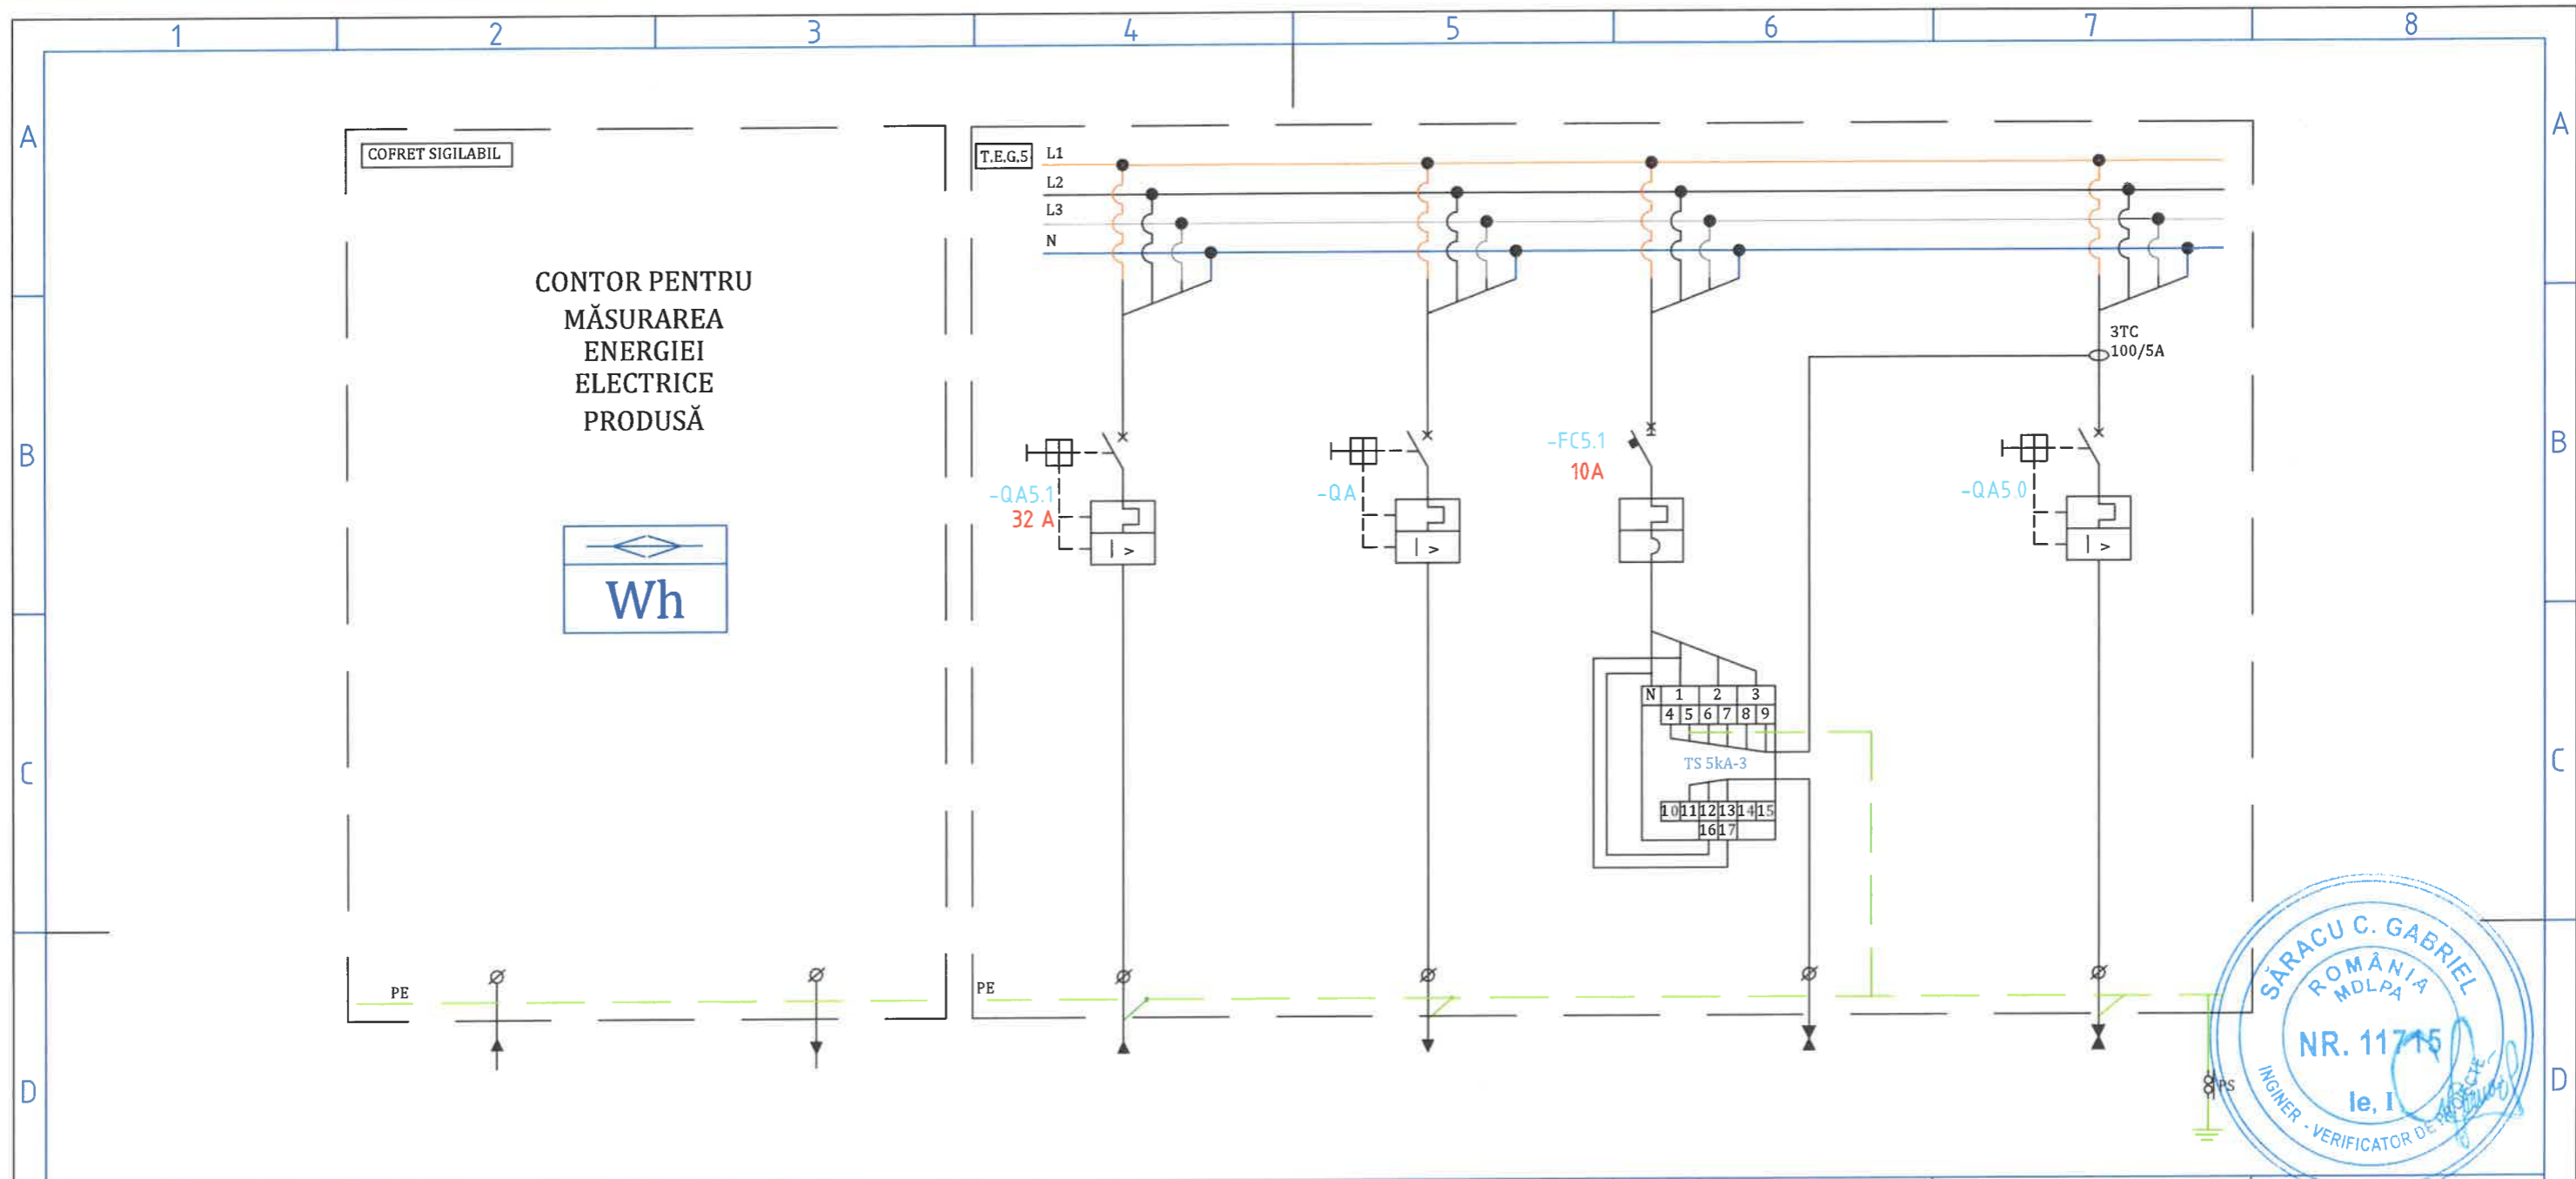 1 2 3 4 5 6 7 8
A A
COFRET SIGILABIL
T.E.G.5
L1
L2
L3
N
CONTOR PENTRU
MĂSURAREA
ENERGIEI
ELECTRICE
PRODUSĂ
3TC
100/5A
B B
-QA5.1
32 A
-QA
-FC5.1
10A
-QA5.0
I > I > I >
Wh
N 1 2 3
4 5 6 7 8 9
TS 5kA-3
10 11 12 13 14 15
16 17
C C
PE
PE
PS
D D
SĂRACU C. GABRIEL
ROMÂNIA
MDLPA
NR. 11715
Ie, I
INGINER - VERIFICATOR DE PROIECTE